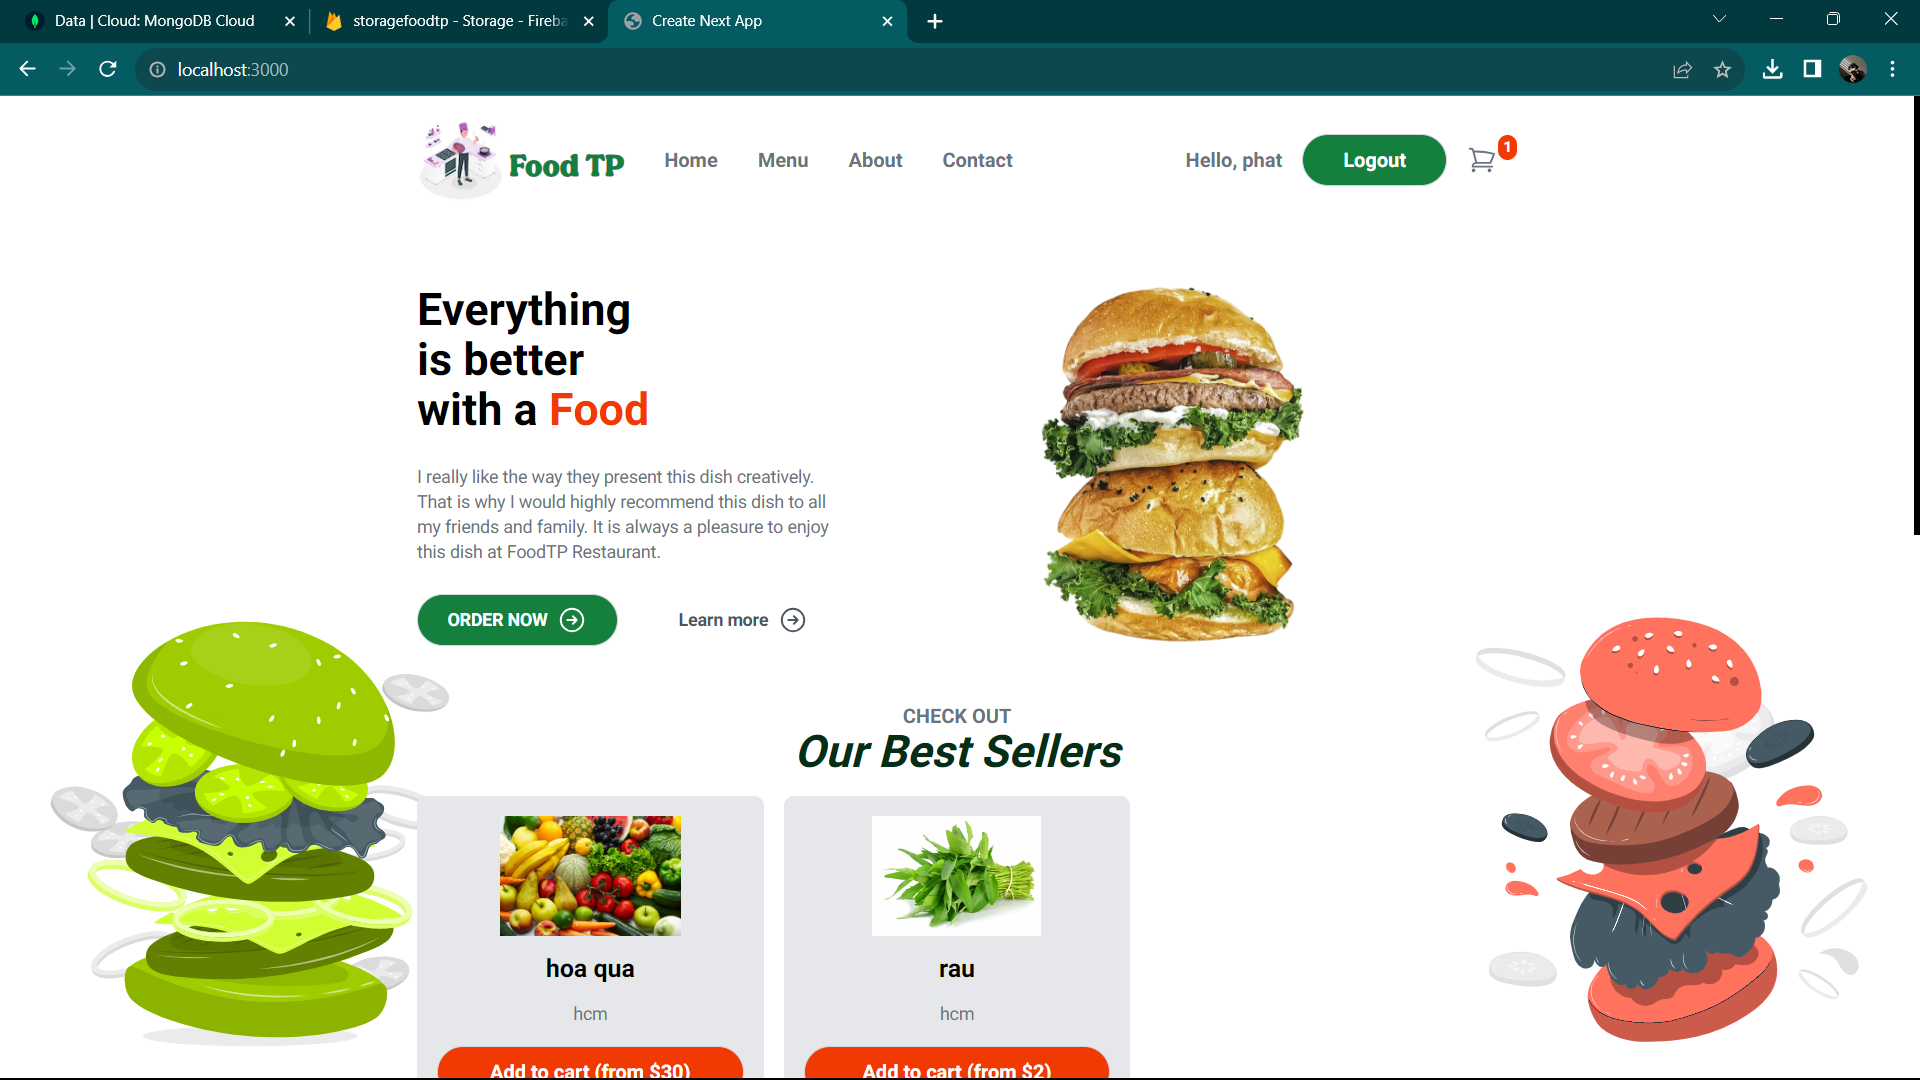 Data | Cloud: MongoDB Cloud
storagefoodtp - Storage - Fireba
Create Next App
localhost:3000
Food TP
Home
Menu
About
Contact
Hello, phat
Logout
1
Everything
is better
with a Food
I really like the way they present this dish creatively.
That is why I would highly recommend this dish to all
my friends and family. It is always a pleasure to enjoy
this dish at FoodTP Restaurant.
ORDER NOW
Learn more
CHECK OUT
Our Best Sellers
hoa qua
hcm
Add to cart (from $30)
rau
hcm
Add to cart (from $2)